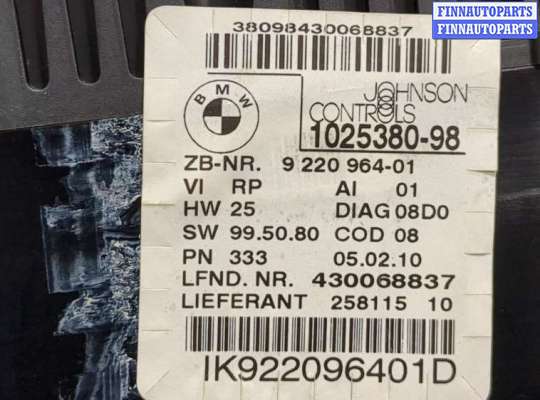 FINNAUTOPARTS
FINNAUTOPARTS
38098430068837
BMW
JOHNSON
CONTROLS
1025380-98
ZB-NR. 9 220 964-01
VI RP AI 01
HW 25 DIAG 08D0
SW 99.50.80 COD 08
PN 333 05.02.10
LFND. NR. 430068837
LIEFERANT 258115 10
IK922096401D